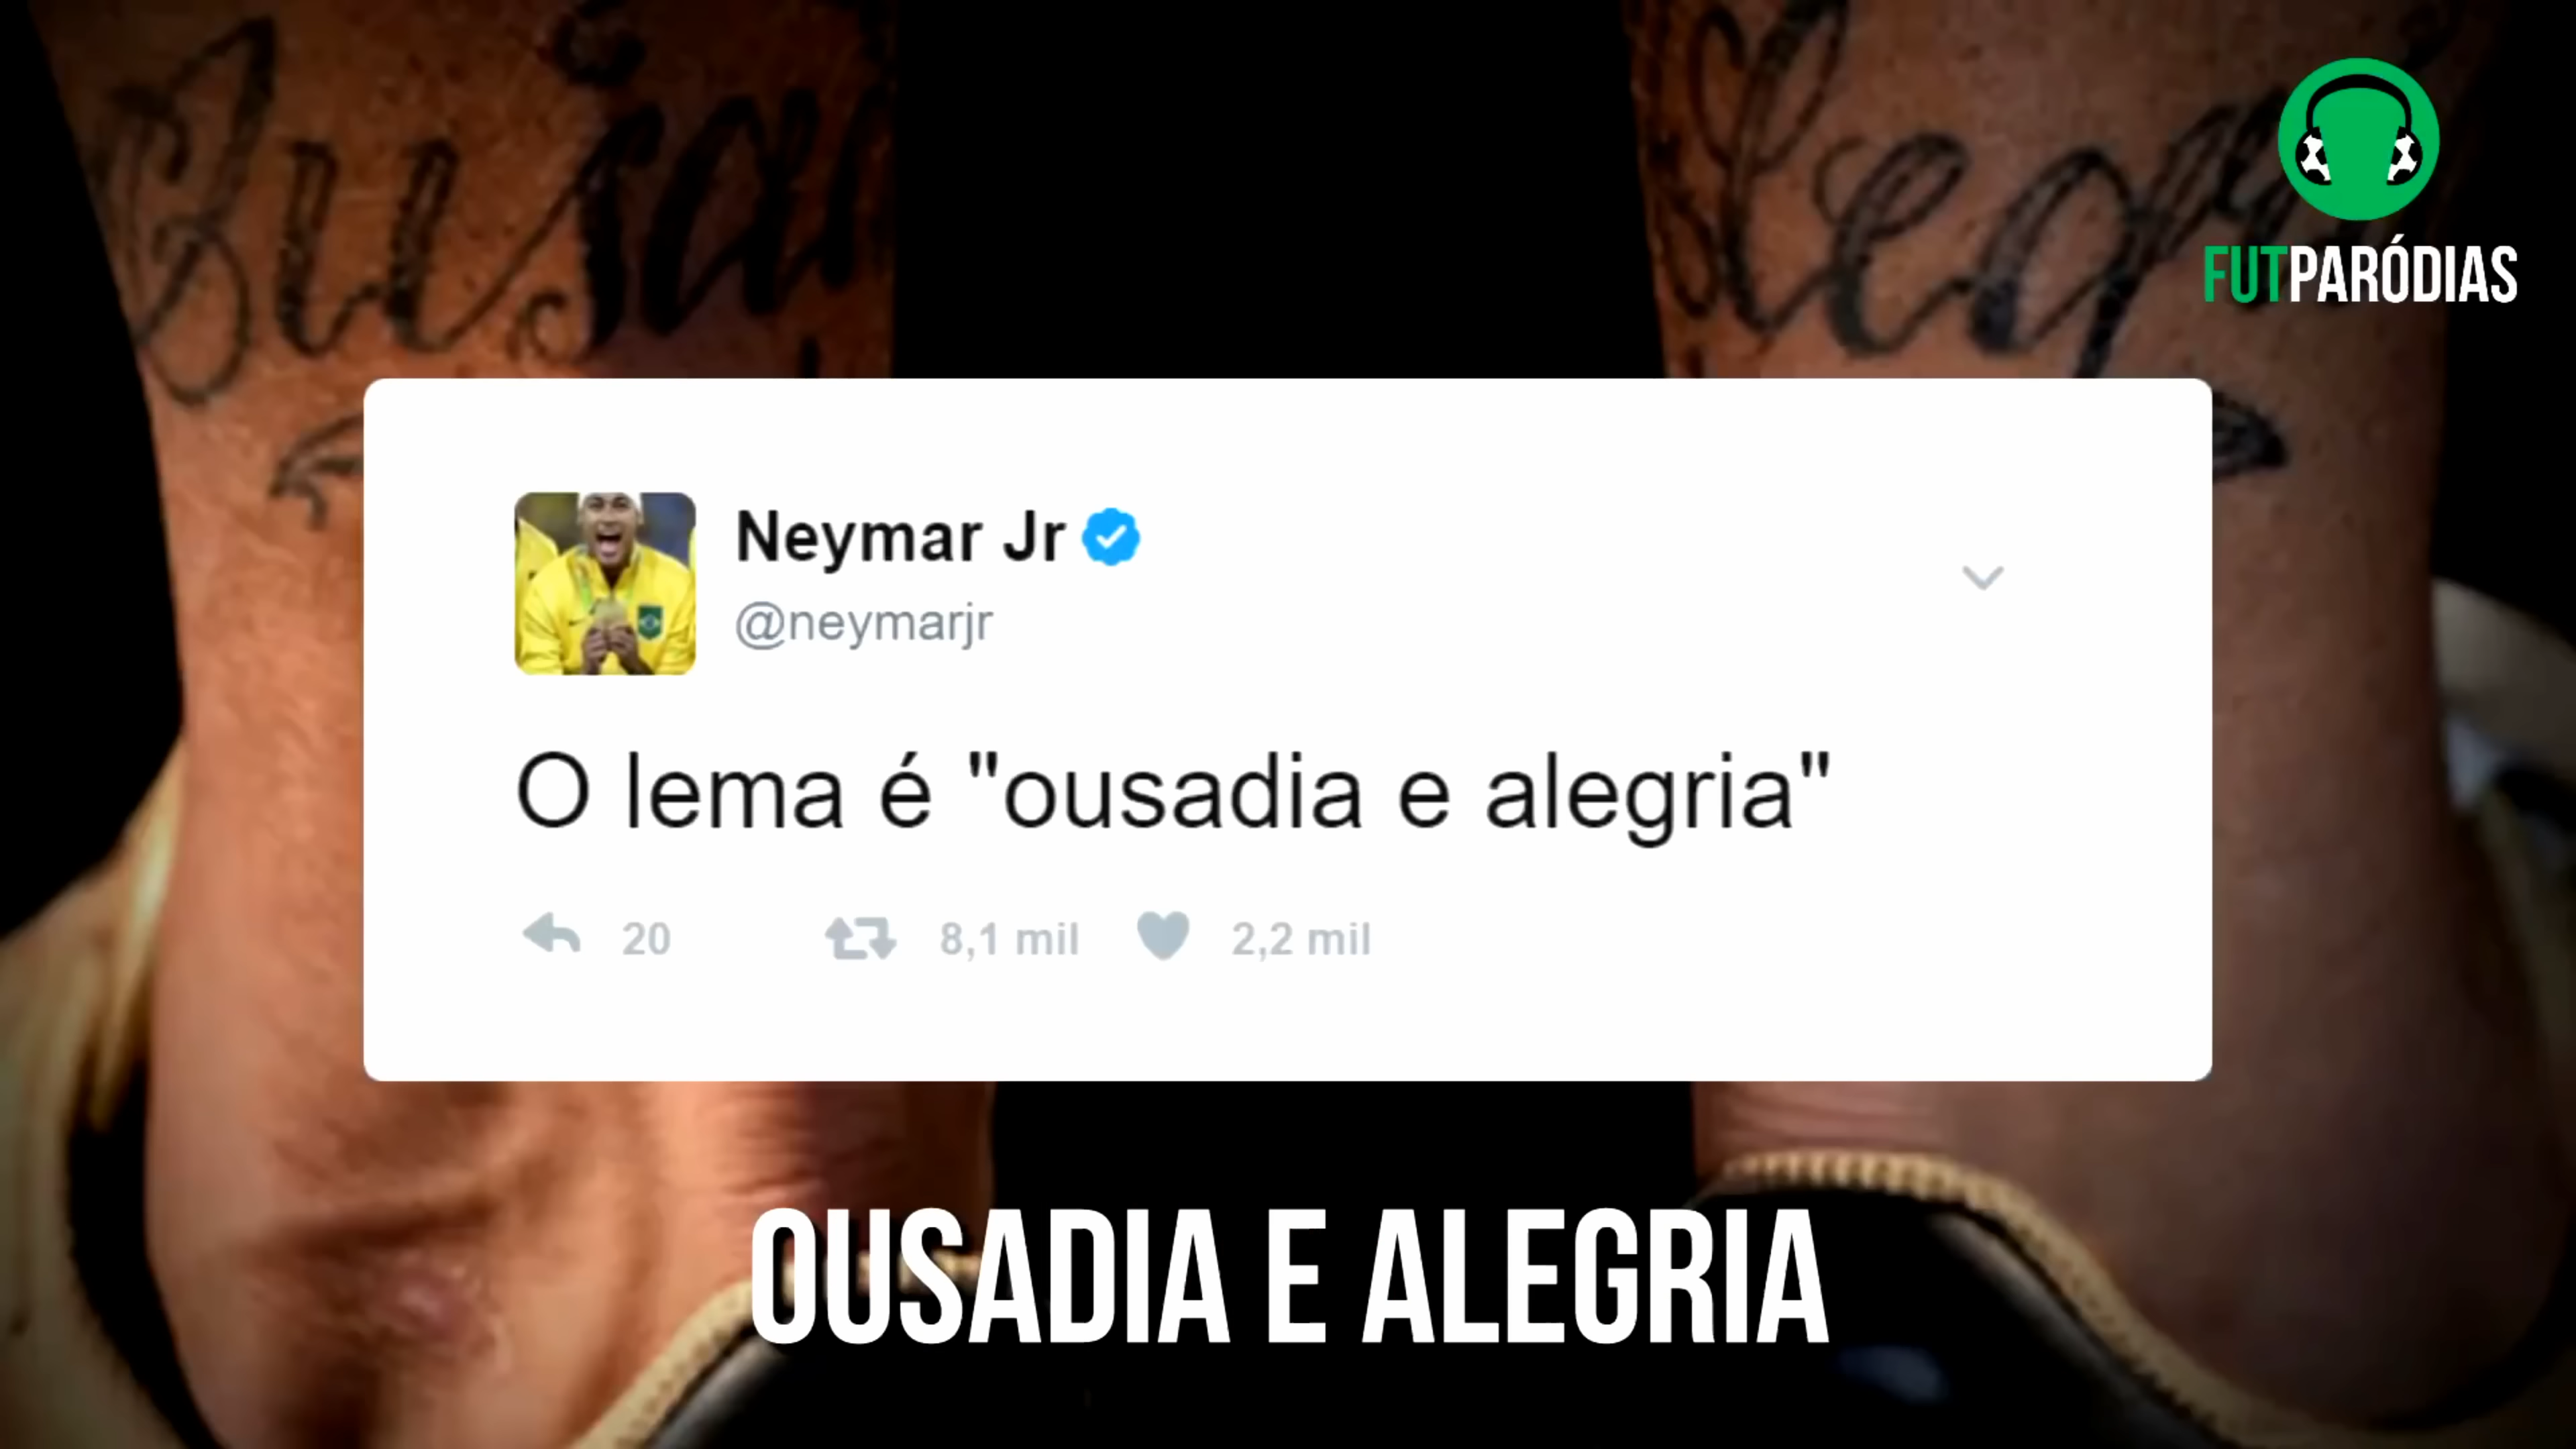 FUTPARÓDIAS
Neymar Jr
@neymarjr
O lema é "ousadia e alegria"
20 8,1 mil 2,2 mil
OUSADIA E ALEGRIA